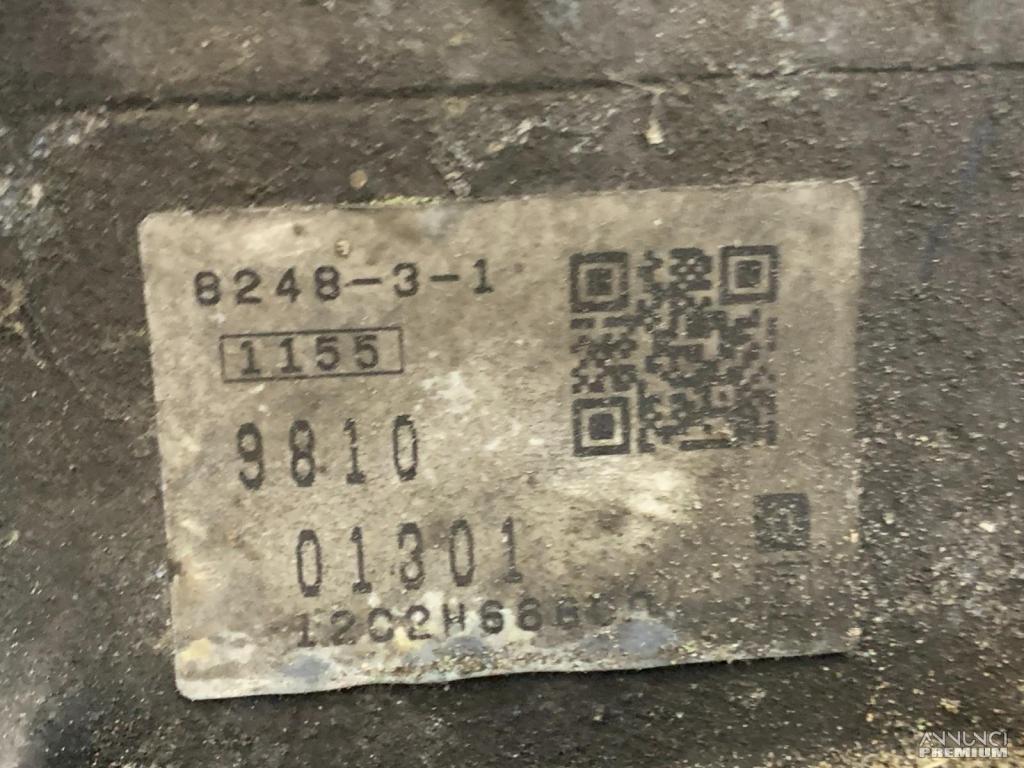 8248-3-1
1155
9810
01301
ANNUNCI
PREMIUM